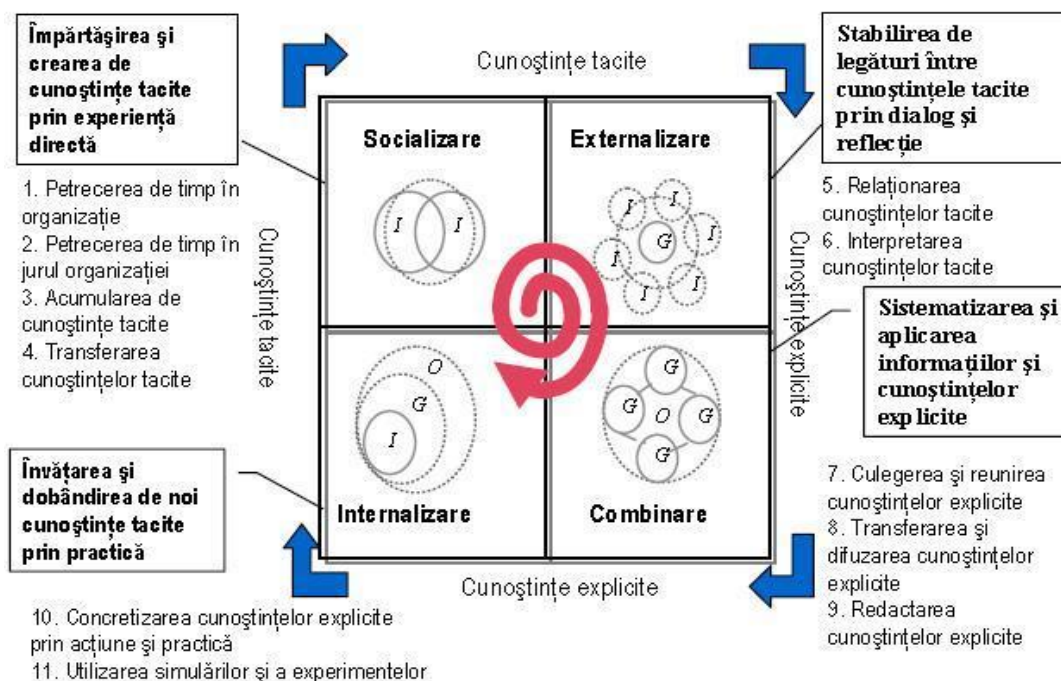 Împărtăşirea şi
crearea de
cunoştinţe tacite
prin experienţă
directă
1. Petrecerea de timp în
organizaţie
2. Petrecerea de timp în
jurul organizaţiei
3. Acumularea de
cunoştinţe tacite
4. Transferarea
cunoştinţelor tacite
Cunoştinţe tacite
Cunoştinţe tacite
Socializare
I
I
Externalizare
I
I
I
I
I
I
G
Stabilirea de
legături între
cunoştinţele tacite
prin dialog şi
reflecţie
5. Relaţionarea
cunoştinţelor tacite
6. Interpretarea
cunoştinţelor tacite
Cunoştinţe explicite
Sistematizarea şi
aplicarea
informaţiilor şi
cunoştinţelor
explicite
O
G
I
Internalizare
G
G
O
G
G
Combinare
Învăţarea şi
dobândirea de noi
cunoştinţe tacite
prin practică
Cunoştinţe explicite
7. Culegerea şi reunirea
cunoştinţelor explicite
8. Transferarea şi
difuzarea cunoştinţelor
explicite
9. Redactarea
cunoştinţelor explicite
10. Concretizarea cunoştinţelor explicite
prin acţiune şi practică
11. Utilizarea simulărilor şi a experimentelor